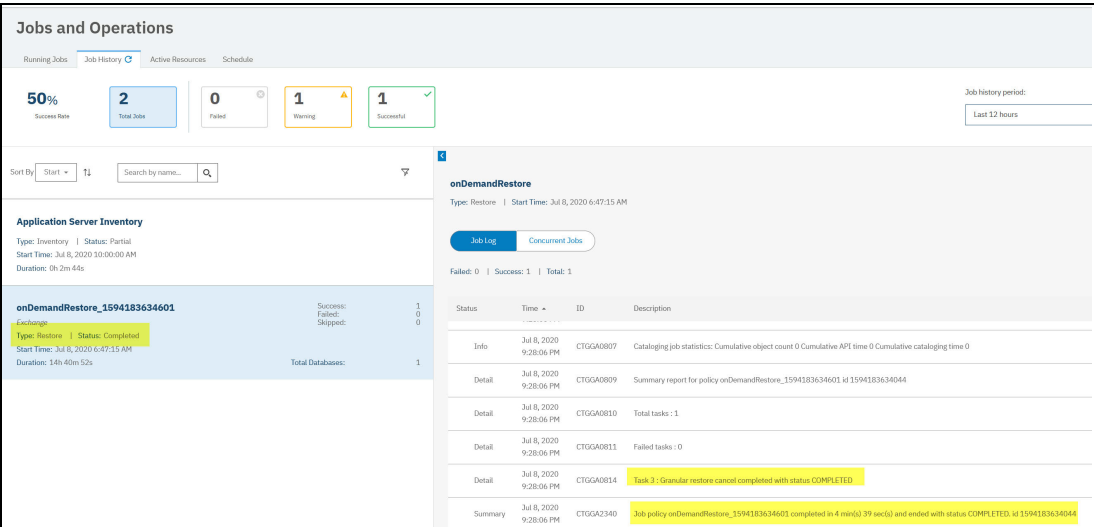 Jobs and Operations
Running Jobs Job History Active Resources Schedule
50% 2 0 1 1
Success Rate Total Jobs Failed Warning Successful
Job history period:
Last 12 hours
Sort By Start Search by name...
Application Server Inventory
Type: Inventory | Status: Partial
Start Time: Jul 8, 2020 10:00:00 AM
Duration: 0h 2m 44s
onDemandRestore_1594183634601
Exchange
Type: Restore | Status: Completed
Start Time: Jul 8, 2020 6:47:15 AM
Duration: 14h 40m 52s
Success: 1
Failed: 0
Skipped: 0
Total Databases: 1
onDemandRestore
Type: Restore | Start Time: Jul 8, 2020 6:47:15 AM
Job Log Concurrent Jobs
Failed: 0 | Success: 1 | Total: 1
Status Time ID Description
Info Jul 8, 2020 9:28:06 PM CTGGA0807 Cataloging job statistics: Cumulative object count 0 Cumulative API time 0 Cumulative cataloging time 0
Detail Jul 8, 2020 9:28:06 PM CTGGA0809 Summary report for policy onDemandRestore_1594183634601 id 1594183634044
Detail Jul 8, 2020 9:28:06 PM CTGGA0810 Total tasks : 1
Detail Jul 8, 2020 9:28:06 PM CTGGA0811 Failed tasks : 0
Detail Jul 8, 2020 9:28:06 PM CTGGA0814 Task 3 : Granular restore cancel completed with status COMPLETED
Summary Jul 8, 2020 9:28:06 PM CTGGA2340 Job policy onDemandRestore_1594183634601 completed in 4 min(s) 39 sec(s) and ended with status COMPLETED. id 1594183634044